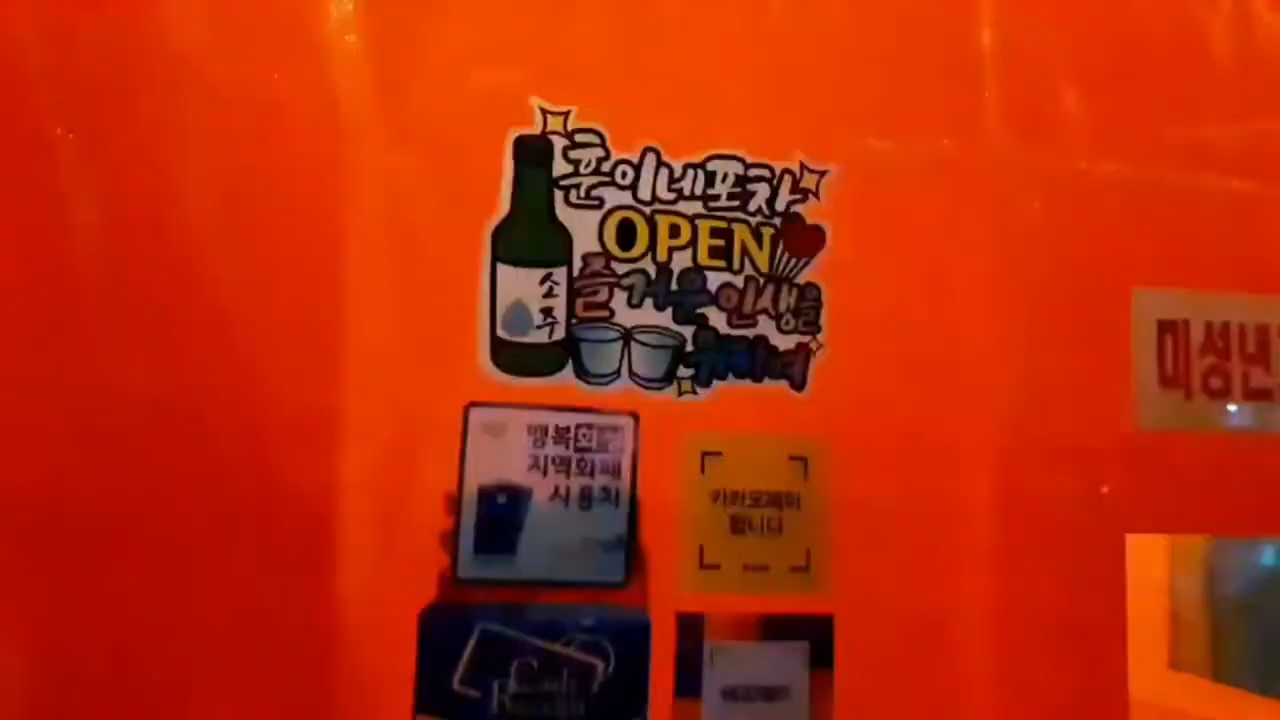 훈이네포차
OPEN
즐거운 인생을
위하여
소주
행복
지역화폐
사용처
카카오페이
됩니다
미성년